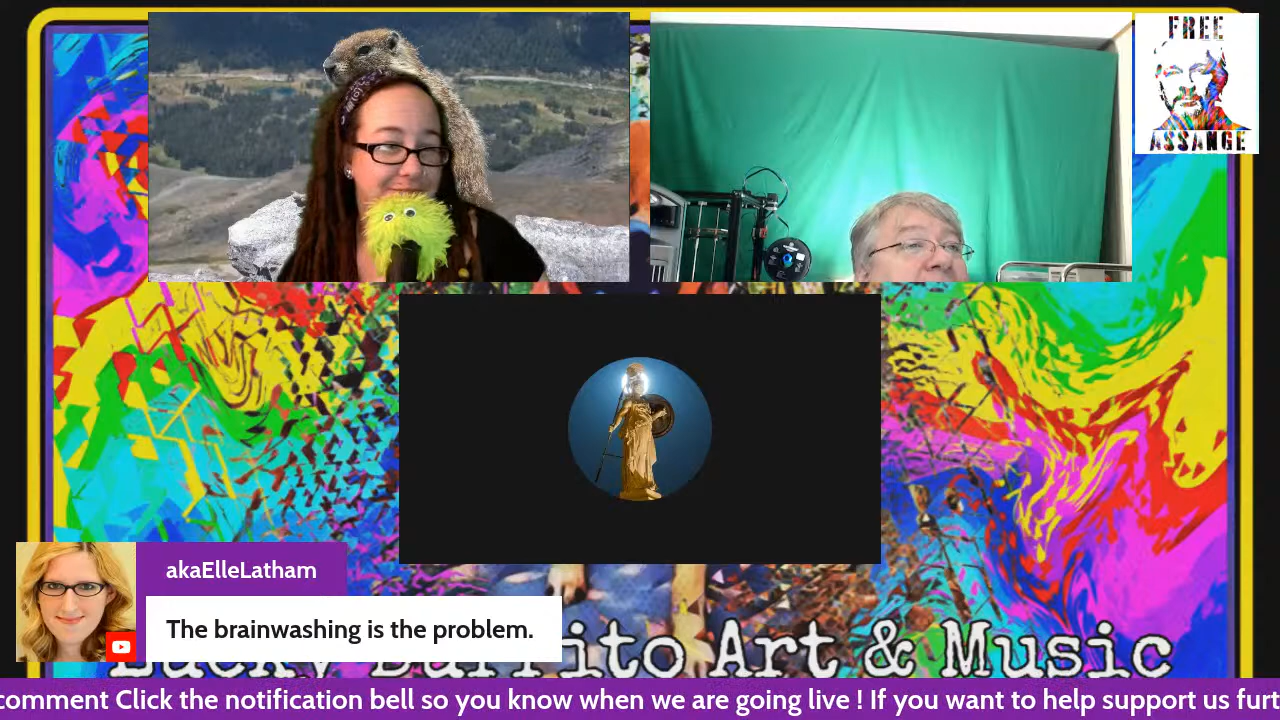 FREE
ASSANGE
akaElleLatham
The brainwashing is the problem.
Burrito Art & Music
comment Click the notification bell so you know when we are going live ! If you want to help support us furt